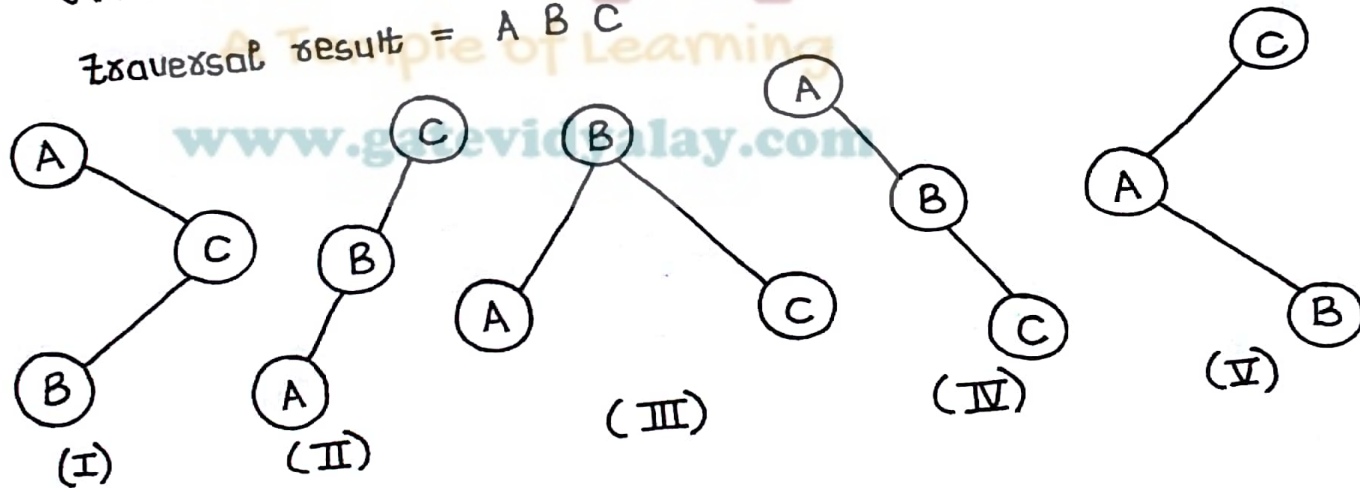 traversal result = A B C
A Temple of Learning
www.gatevidyalay.com
A
C
B
(I)
C
B
A
(II)
B
A
C
(III)
A
B
C
(IV)
C
A
B
(V)